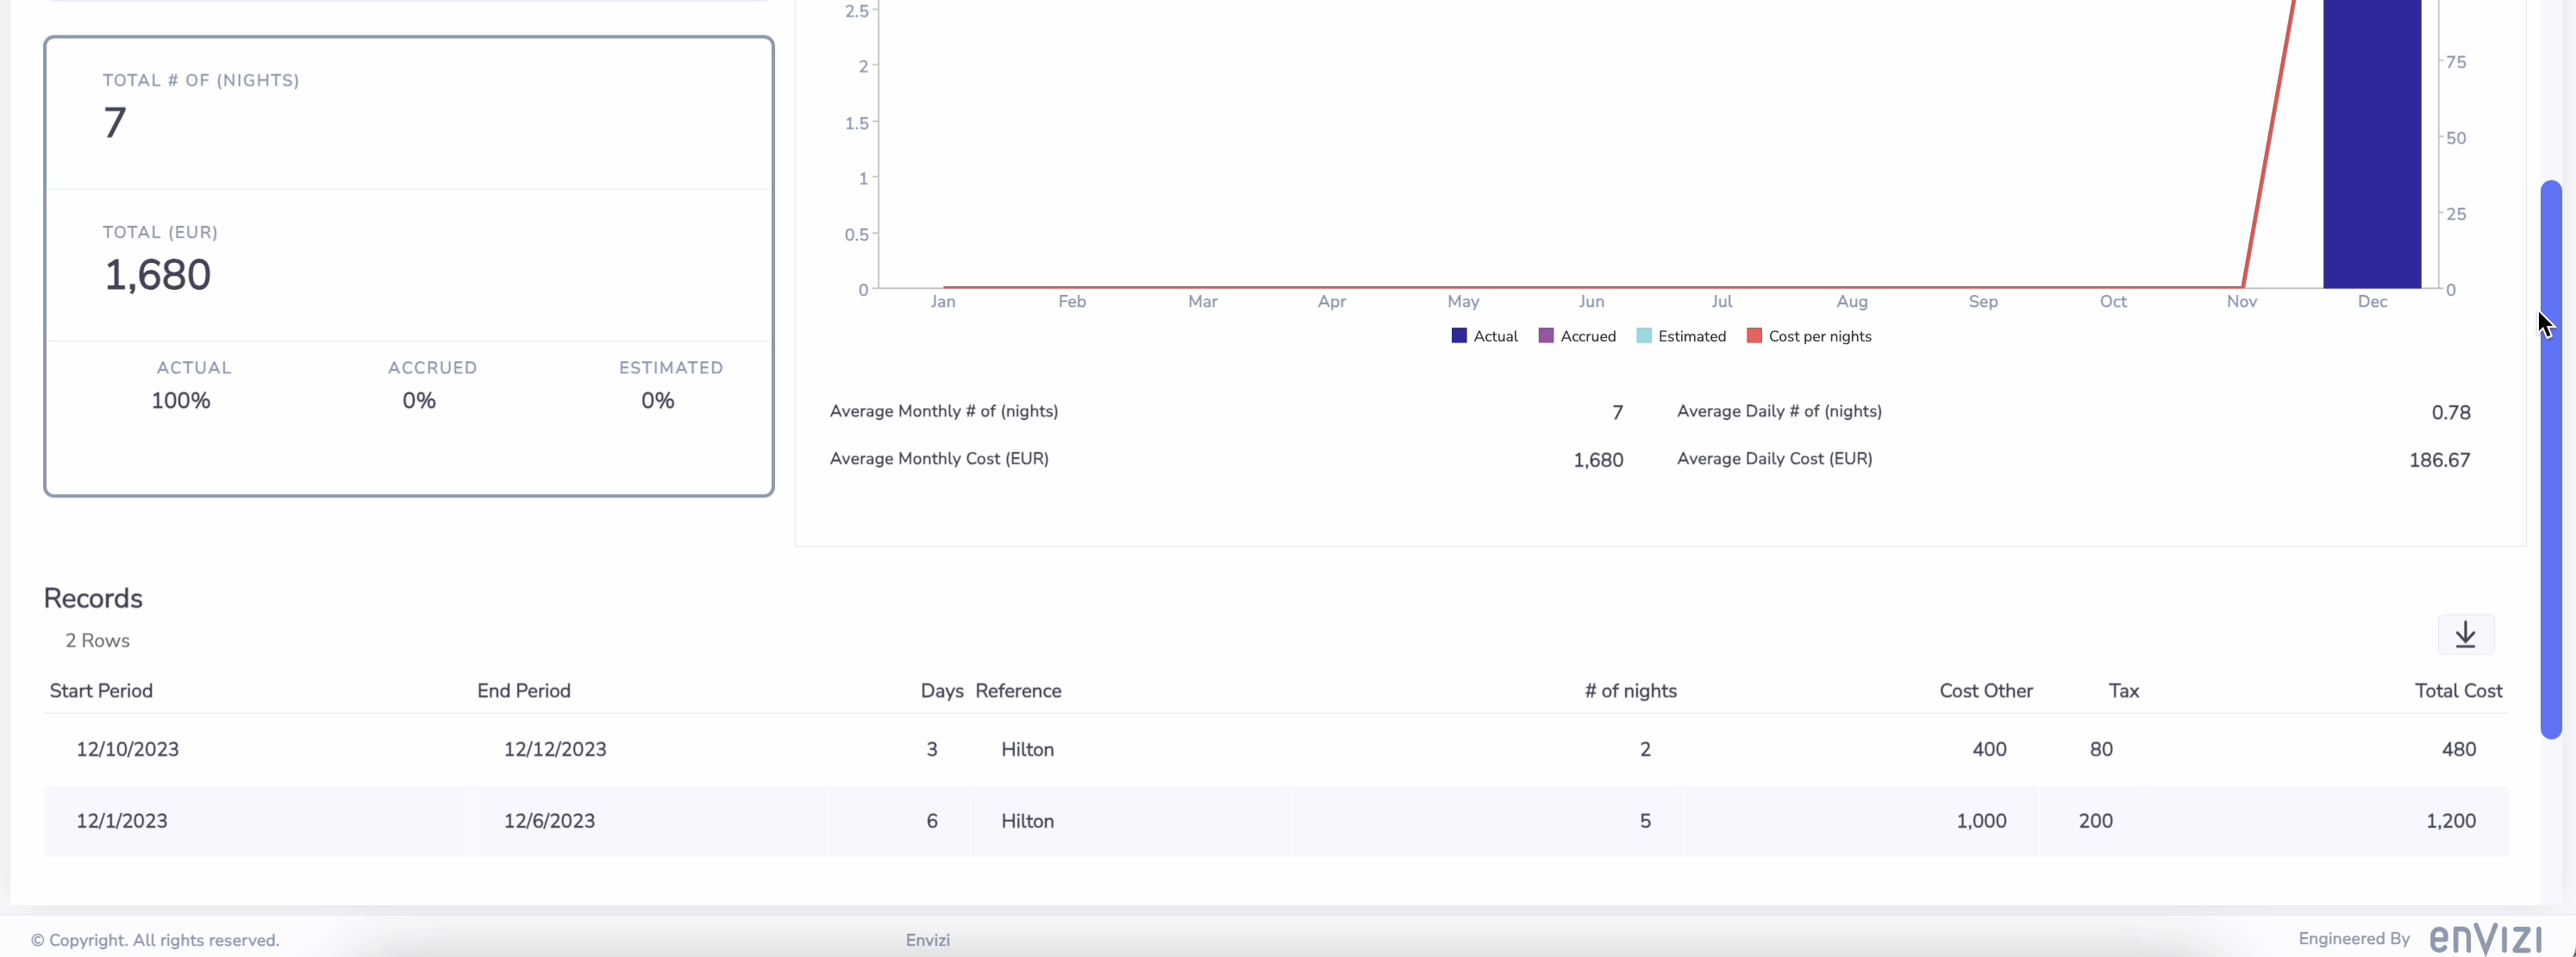 TOTAL # OF (NIGHTS)
7
TOTAL (EUR)
1,680
ACTUAL ACCRUED ESTIMATED
100% 0% 0%
2.5
2
1.5
1
0.5
0
75
50
25
0
Jan Feb Mar Apr May Jun Jul Aug Sep Oct Nov Dec
Actual Accrued Estimated Cost per nights
Average Monthly # of (nights) 7 Average Daily # of (nights) 0.78
Average Monthly Cost (EUR) 1,680 Average Daily Cost (EUR) 186.67
Records
2 Rows
Start Period End Period Days Reference # of nights Cost Other Tax Total Cost
12/10/2023 12/12/2023 3 Hilton 2 400 80 480
12/1/2023 12/6/2023 6 Hilton 5 1,000 200 1,200
© Copyright. All rights reserved. Envizi Engineered By enVIZI